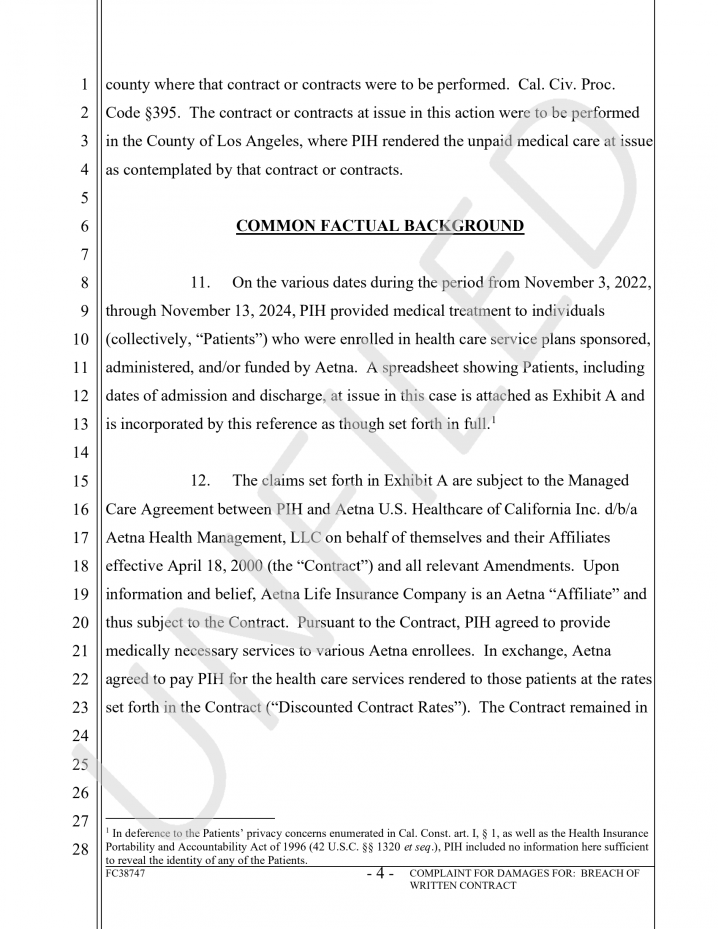 1 county where that contract or contracts were to be performed.  Cal. Civ. Proc.
2 Code §395.  The contract or contracts at issue in this action were to be performed
3 in the County of Los Angeles, where PIH rendered the unpaid medical care at issue
4 as contemplated by that contract or contracts.
5
6 COMMON FACTUAL BACKGROUND
7
8 11. On the various dates during the period from November 3, 2022,
9 through November 13, 2024, PIH provided medical treatment to individuals
10 (collectively, “Patients”) who were enrolled in health care service plans sponsored,
11 administered, and/or funded by Aetna.  A spreadsheet showing Patients, including
12 dates of admission and discharge, at issue in this case is attached as Exhibit A and
13 is incorporated by this reference as though set forth in full.1
14
15 12. The claims set forth in Exhibit A are subject to the Managed
16 Care Agreement between PIH and Aetna U.S. Healthcare of California Inc. d/b/a
17 Aetna Health Management, LLC on behalf of themselves and their Affiliates
18 effective April 18, 2000 (the “Contract”) and all relevant Amendments.  Upon
19 information and belief, Aetna Life Insurance Company is an Aetna “Affiliate” and
20 thus subject to the Contract.  Pursuant to the Contract, PIH agreed to provide
21 medically necessary services to various Aetna enrollees.  In exchange, Aetna
22 agreed to pay PIH for the health care services rendered to those patients at the rates
23 set forth in the Contract (“Discounted Contract Rates”).  The Contract remained in
24
25
26
27
28
1 In deference to the Patients’ privacy concerns enumerated in Cal. Const. art. I, § 1, as well as the Health Insurance
Portability and Accountability Act of 1996 (42 U.S.C. §§ 1320 et seq.), PIH included no information here sufficient
to reveal the identity of any of the Patients.
FC38747 - 4 - COMPLAINT FOR DAMAGES FOR:  BREACH OF
WRITTEN CONTRACT
UNFILED